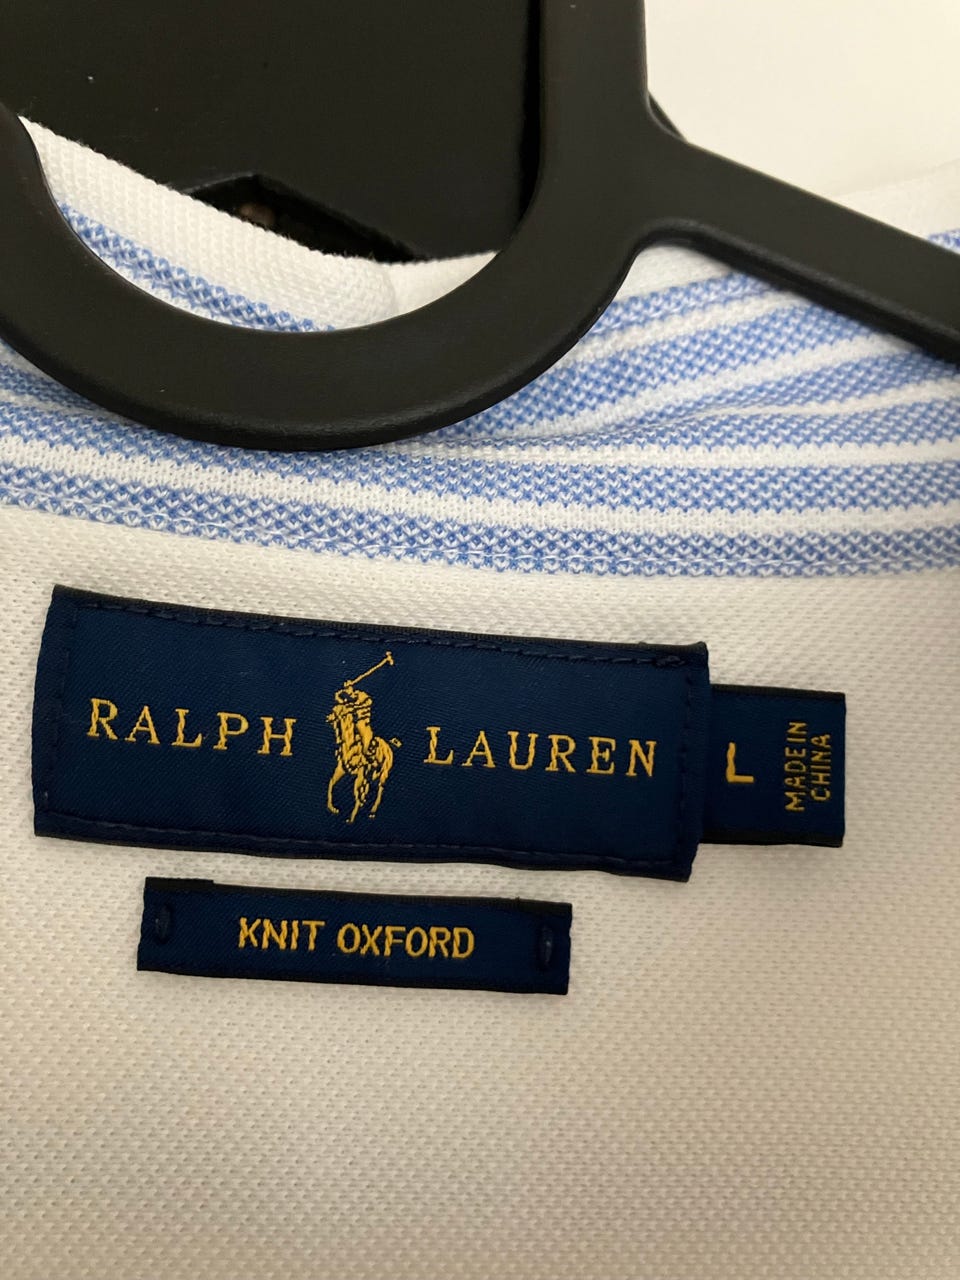 RALPH LAUREN
L
MADE IN
CHINA
KNIT OXFORD